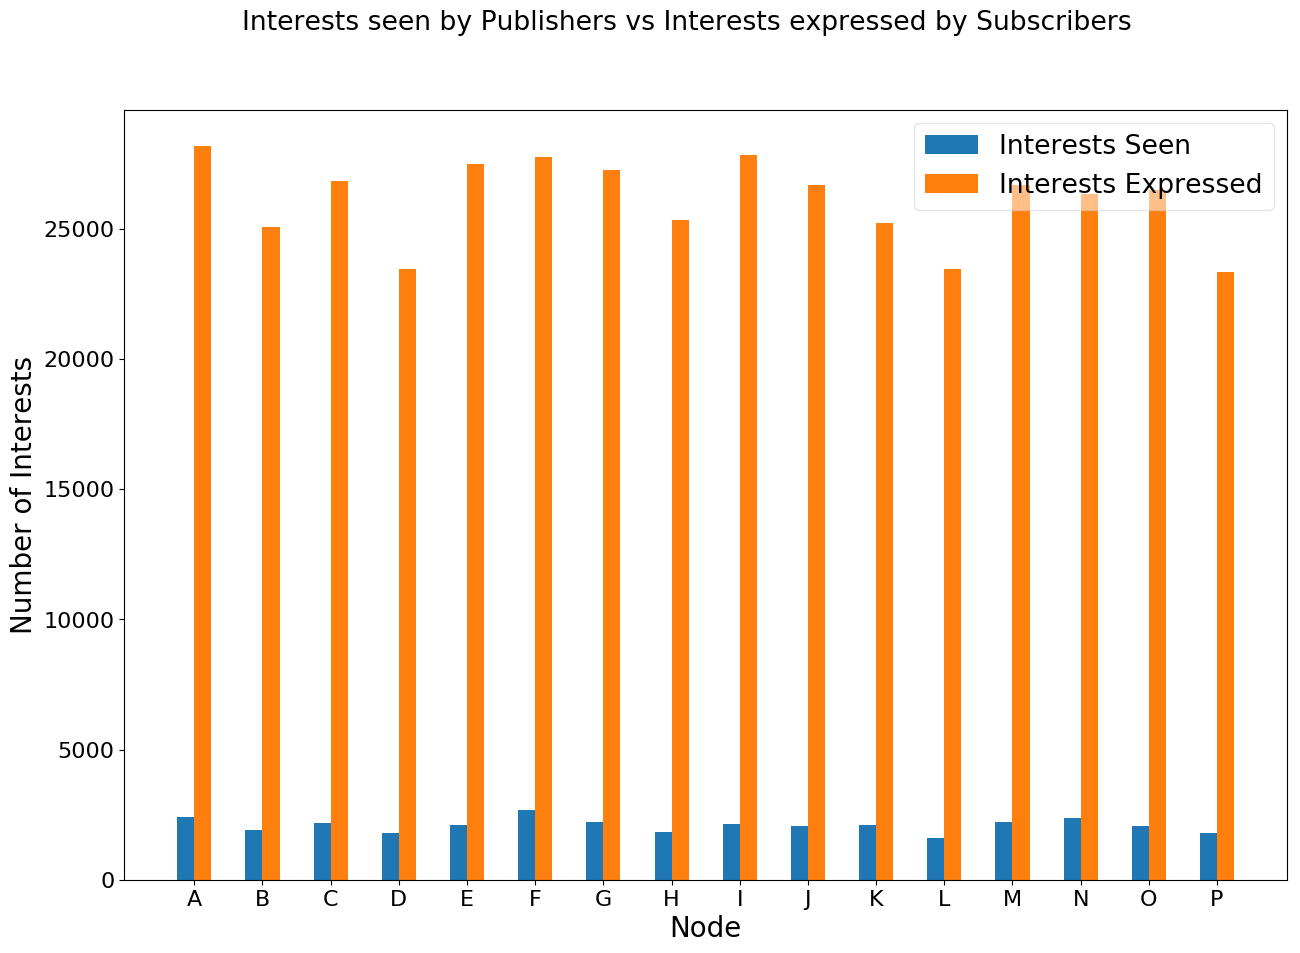 Interests seen by Publishers vs Interests expressed by Subscribers
Interests Seen
Interests Expressed
Number of Interests
25000
20000
15000
10000
5000
0
A B C D E F G H I J K L M N O P
Node